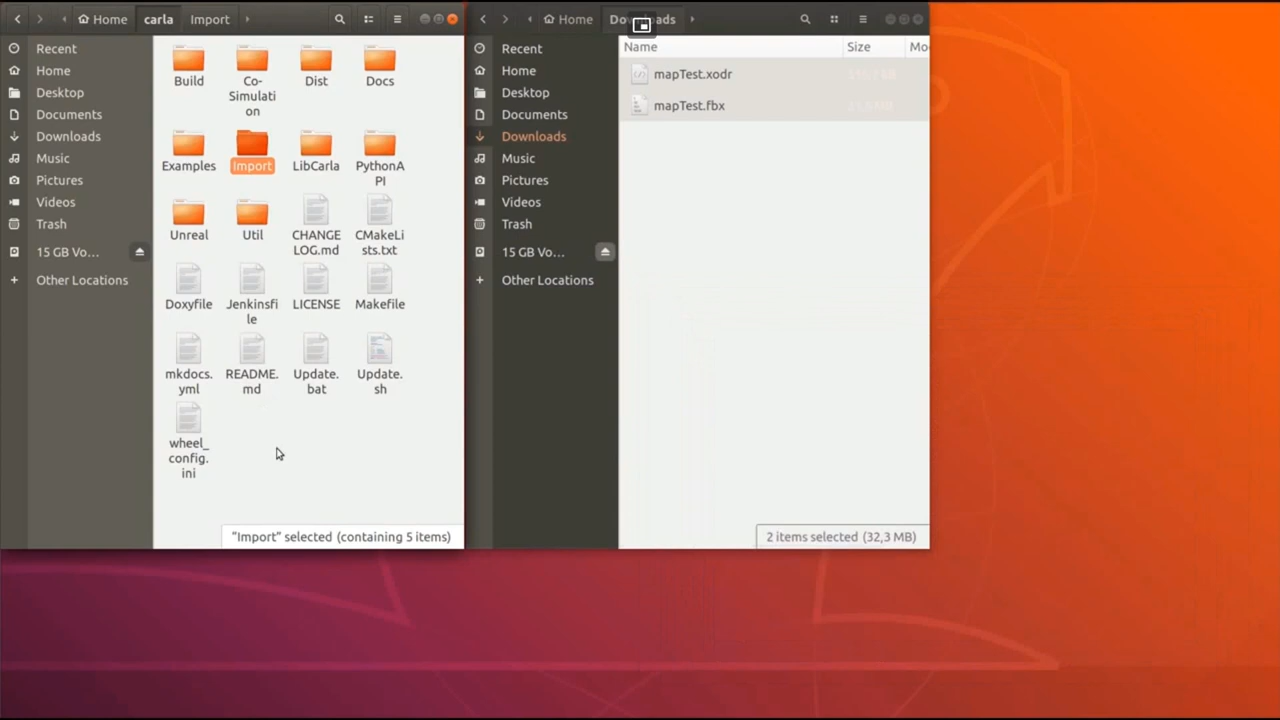 Home carla Import
Recent
Home
Desktop
Documents
Downloads
Music
Pictures
Videos
Trash
15 GB Vo...
Other Locations
Build
Co-
Simulati
on
Dist
Docs
Examples
Import
LibCarla
PythonA
PI
Unreal
Util
CHANGE
LOG.md
CMakeLi
sts.txt
Doxyfile
Jenkinsfi
le
LICENSE
Makefile
mkdocs.
yml
README.
md
Update.
bat
Update.
sh
wheel_
config.
ini
"Import" selected (containing 5 items)
Home Downloads
Recent
Home
Desktop
Documents
Downloads
Music
Pictures
Videos
Trash
15 GB Vo...
Other Locations
Name Size Mo
mapTest.xodr
mapTest.fbx
2 items selected (32,3 MB)